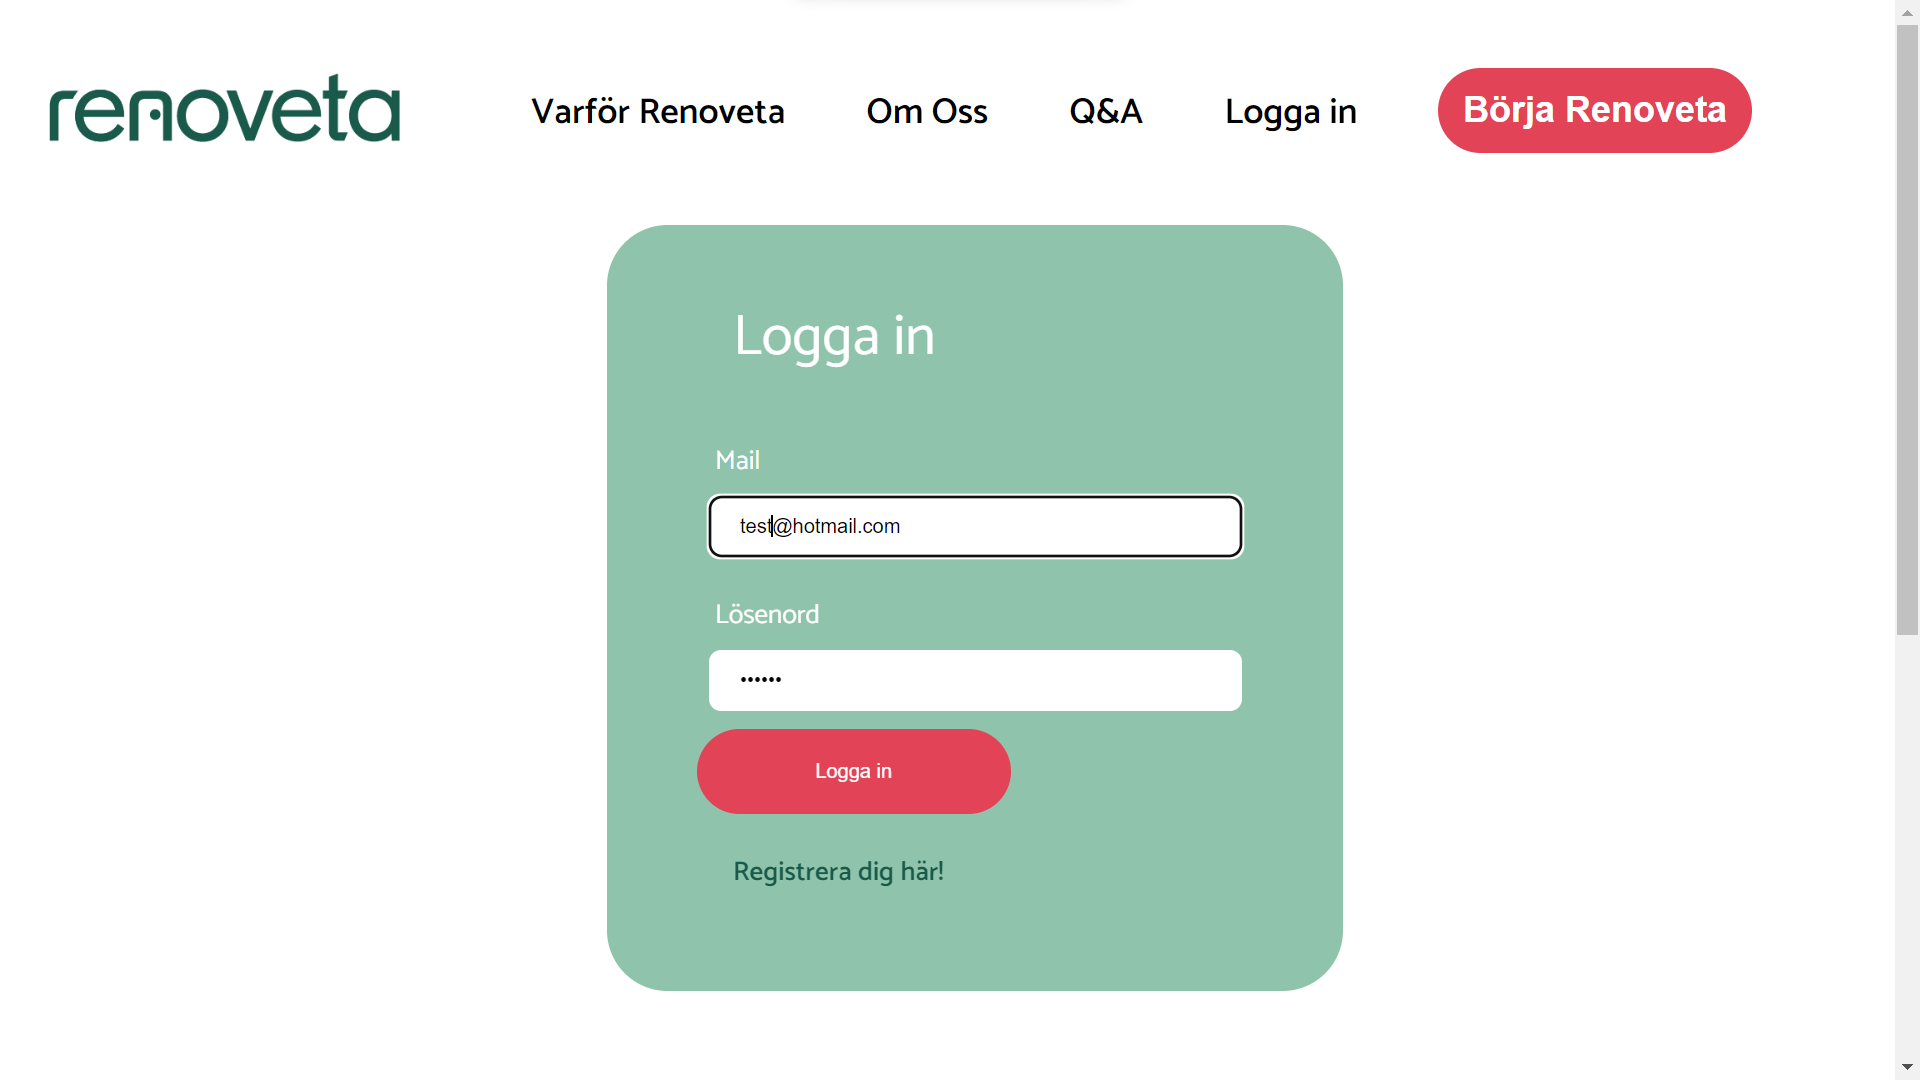 renoveta
Varför Renoveta
Om Oss
Q&A
Logga in
Börja Renoveta
Logga in
Mail
test@hotmail.com
Lösenord
••••••
Logga in
Registrera dig här!